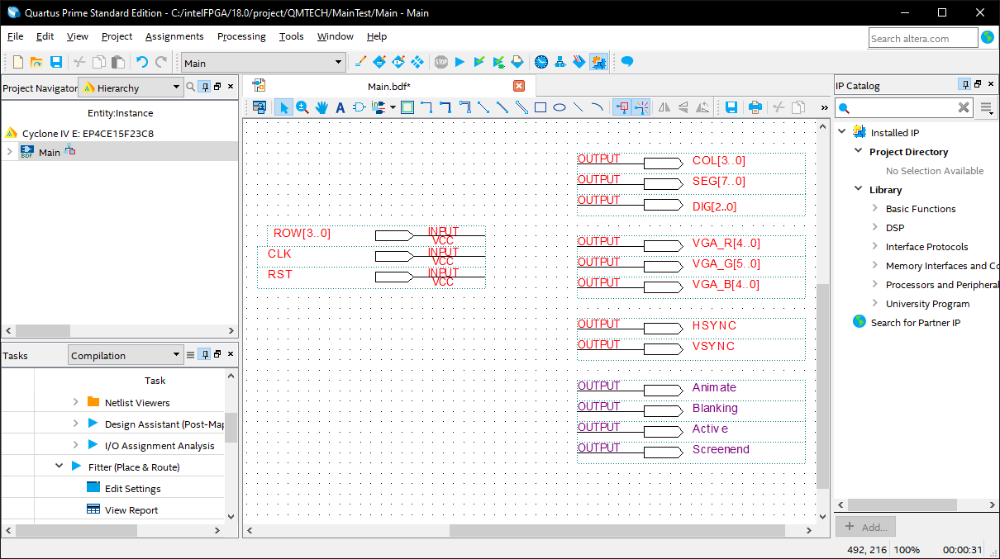 Quartus Prime Standard Edition - C:/intelFPGA/18.0/project/QMTECH/MainTest/Main - Main
File Edit View Project Assignments Processing Tools Window Help
Search altera.com
STOP
Main
Project Navigator Hierarchy
Entity:Instance
Cyclone IV E: EP4CE15F23C8
BDF Main
Tasks Compilation
Task
Netlist Viewers
Design Assistant (Post-Map
I/O Assignment Analysis
Fitter (Place & Route)
Edit Settings
View Report
Main.bdf*
A
ROW[3..0] INPUT VCC
CLK INPUT VCC
RST INPUT VCC
OUTPUT COL[3..0]
OUTPUT SEG[7..0]
OUTPUT DIG[2..0]
OUTPUT VGA_R[4..0]
OUTPUT VGA_G[5..0]
OUTPUT VGA_B[4..0]
OUTPUT HSYNC
OUTPUT VSYNC
OUTPUT Animate
OUTPUT Blanking
OUTPUT Active
OUTPUT Screenend
IP Catalog
Installed IP
Project Directory
No Selection Available
Library
Basic Functions
DSP
Interface Protocols
Memory Interfaces and Co
Processors and Peripheral
University Program
Search for Partner IP
+ Add...
492, 216 100% 00:00:31